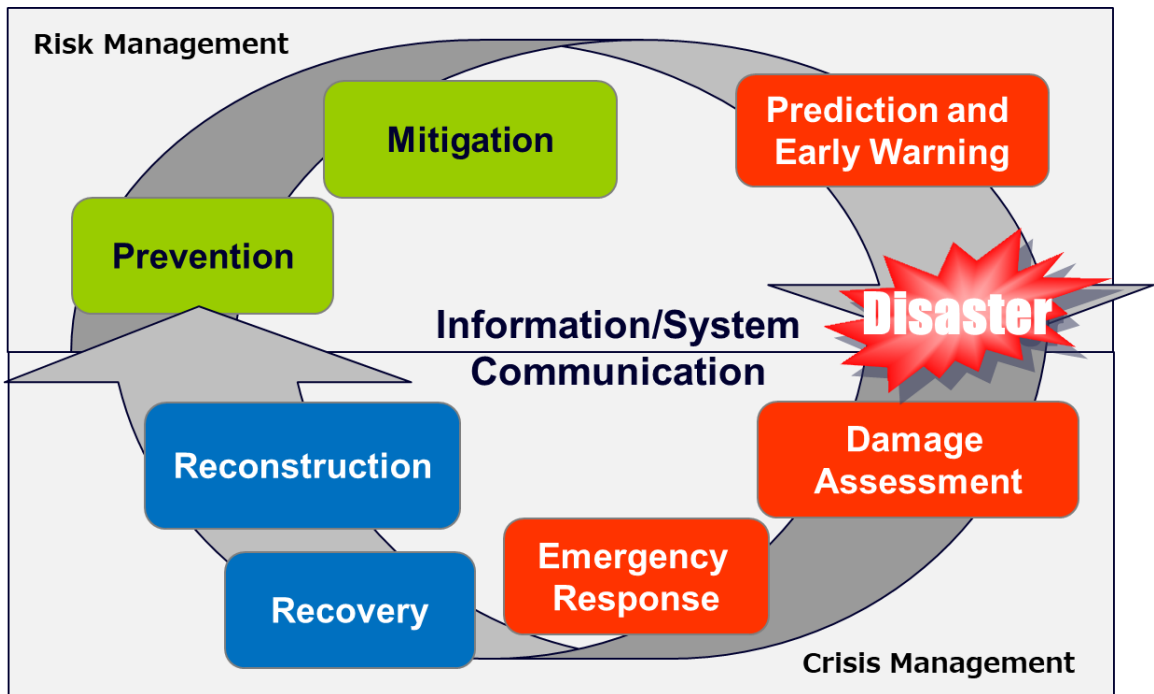 Risk Management
Mitigation
Prediction and
Early Warning
Prevention
Disaster
Information/System
Communication
Damage
Assessment
Reconstruction
Emergency
Response
Recovery
Crisis Management